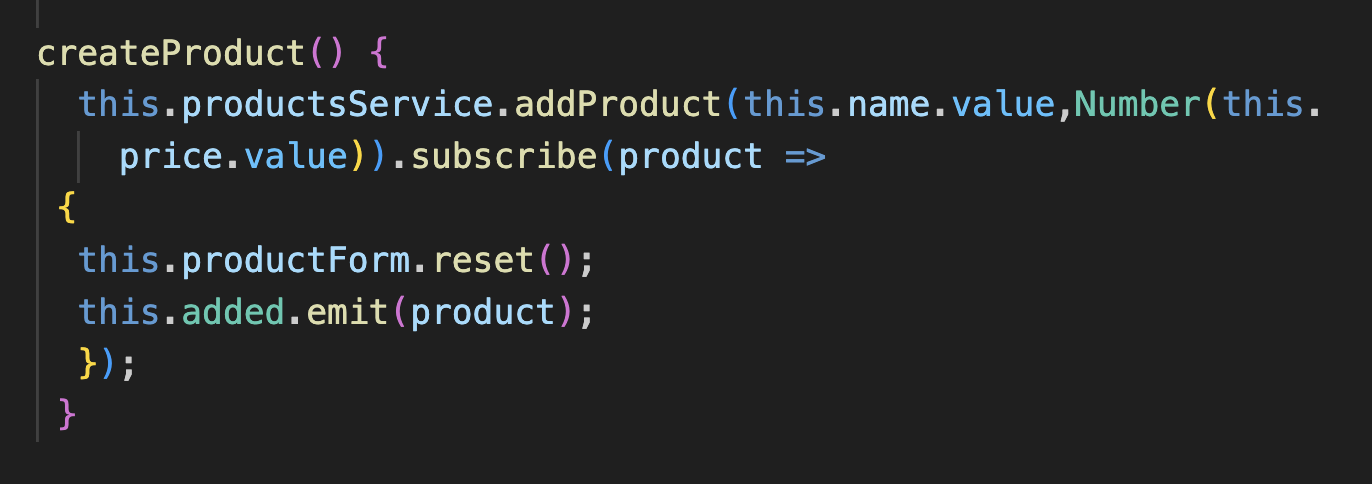 createProduct() {
this.productsService.addProduct(this.name.value,Number(this.
price.value)).subscribe(product =>
{
this.productForm.reset();
this.added.emit(product);
});
}